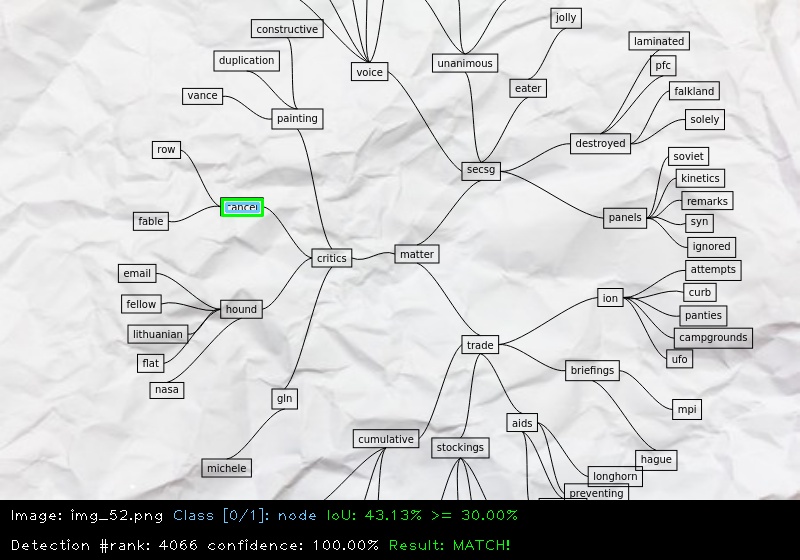 jolly
constructive
laminated
duplication
unanimous
voice
pfc
eater
vance
falkland
painting
solely
destroyed
row
soviet
secsg
kinetics
remarks
cancer
fable
panels
syn
ignored
critics
matter
email
attempts
curb
ion
fellow
hound
panties
lithuanian
campgrounds
trade
flat
ufo
briefings
nasa
gln
mpi
aids
cumulative
stockings
hague
michele
longhorn
preventing
Image: img_52.png Class [0/1]: node IoU: 43.13% >= 30.00%
Detection #rank: 4066 confidence: 100.00% Result: MATCH!